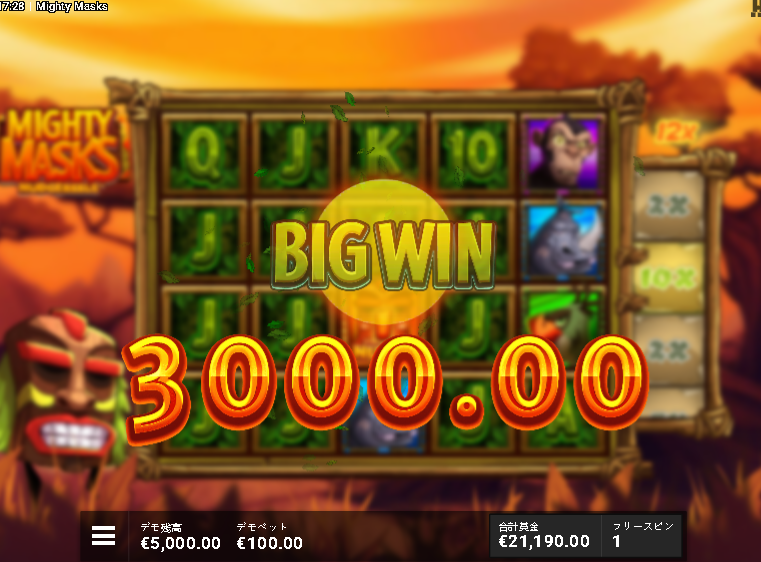 17:28 | Mighty Masks
MIGHTY
MASKS
12x
Q J K 10
2X
J
BIG WIN
10X
J J J
2X
3000.00
デモ残高
€5,000.00
デモベット
€100.00
合計賞金
€21,190.00
フリースピン
1